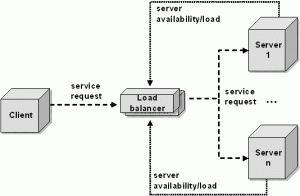 server
availability/load
Server
1
service
request
Load
balancer
Client
service
request
...
Server
n
server
availability/load